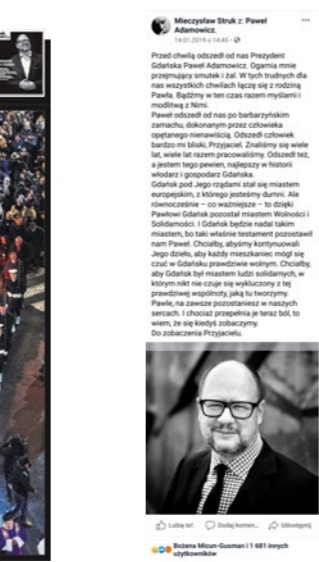 Mieczysław Struk z: Paweł
Adamowicz.
14.01.2019 o 14:45 •
Przed chwilą odszedł od nas Prezydent
Gdańska Paweł Adamowicz. Ogarnia mnie
przejmujący smutek i żal. W tych trudnych dla
nas wszystkich chwilach łączę się z rodziną
Pawła. Bądźmy w ten czas razem myślami i
modlitwą z Nimi.
Paweł odszedł od nas po barbarzyńskim
zamachu, dokonanym przez człowieka
opętanego nienawiścią. Odszedł człowiek
bardzo mi bliski, Przyjaciel. Znaliśmy się wiele
lat, wiele lat razem pracowaliśmy. Odszedł też,
a jestem tego pewien, najlepszy w historii
włodarz i gospodarz Gdańska.
Gdańsk pod Jego rządami stał się miastem
europejskim, z którego jesteśmy dumni. Ale
równocześnie – co ważniejsze – to dzięki
Pawłowi Gdańsk pozostał miastem Wolności i
Solidarności. I Gdańsk będzie nadal takim
miastem, bo taki właśnie testament pozostawił
nam Paweł. Chciałby, abyśmy kontynuowali
Jego dzieło, aby każdy mieszkaniec mógł się
czuć w Gdańsku prawdziwie wolnym. Chciałby,
aby Gdańsk był miastem ludzi solidarnych, w
którym nikt nie czuje się wykluczony z tej
prawdziwej wspólnoty, jaką tu tworzymy.
Pawle, na zawsze pozostaniesz w naszych
sercach. I chociaż przepełnia je teraz ból, to
wiem, że się kiedyś zobaczymy.
Do zobaczenia Przyjacielu.
Lubię to!
Dodaj komen...
Udostępnij
Bożena Micun-Gusman i 1 681 innych
użytkowników